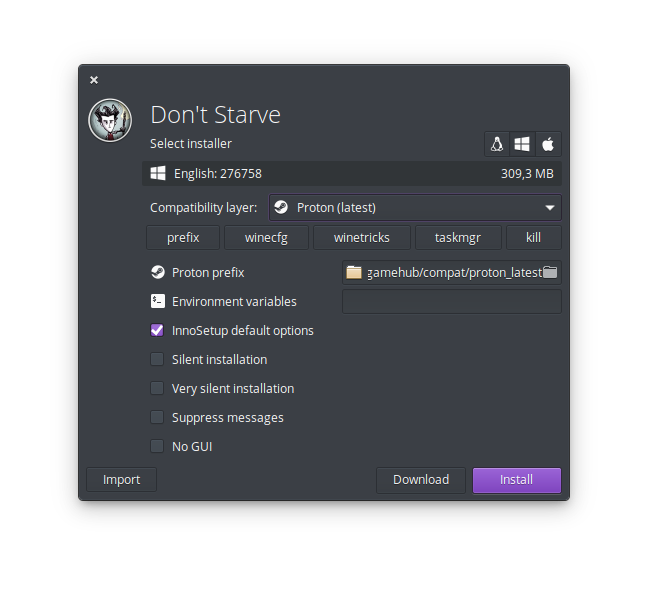 Don't Starve
Select installer
English: 276758 309,3 MB
Compatibility layer: Proton (latest)
prefix winecfg winetricks taskmgr kill
Proton prefix gamehub/compat/proton_latest
Environment variables
InnoSetup default options
Silent installation
Very silent installation
Suppress messages
No GUI
Import Download Install